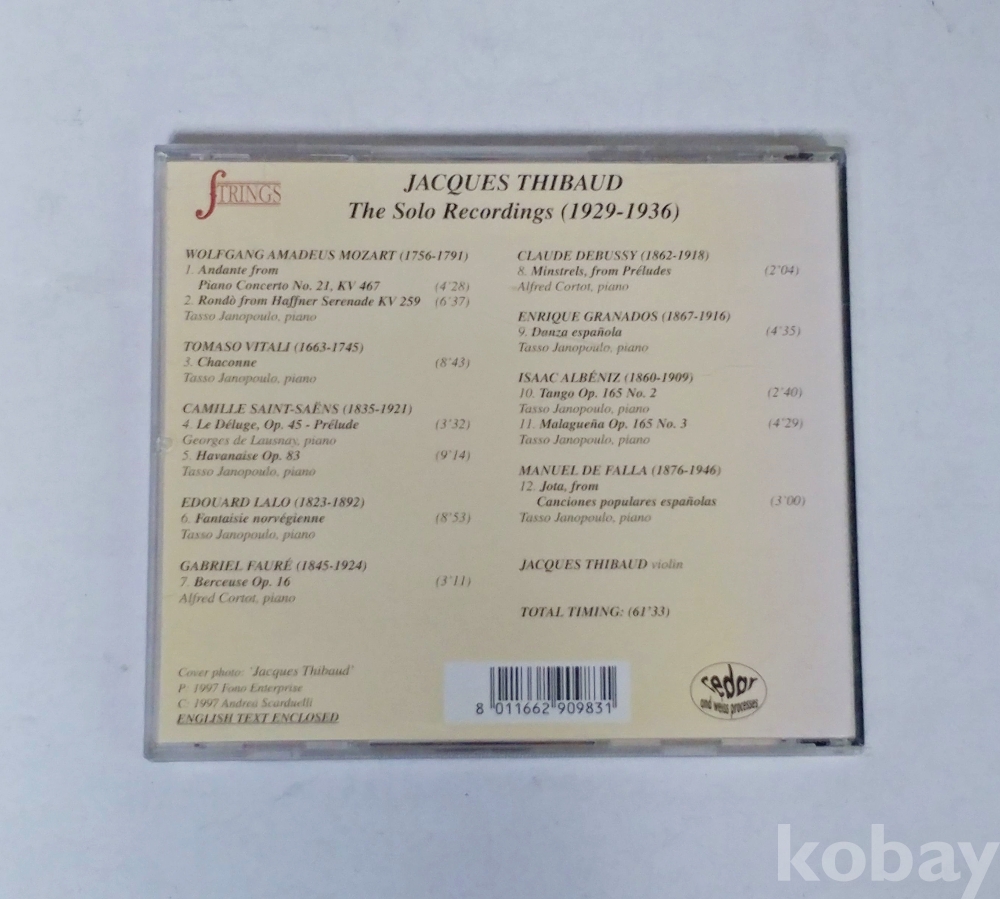 STRINGS
JACQUES THIBAUD
The Solo Recordings (1929-1936)
WOLFGANG AMADEUS MOZART (1756-1791)
1. Andante from
Piano Concerto No. 21, KV 467 (4'28)
2. Rondò from Haffner Serenade KV 259 (6'37)
Tasso Janopoulo, piano
TOMASO VITALI (1663-1745)
3. Chaconne (8'43)
Tasso Janopoulo, piano
CAMILLE SAINT-SAËNS (1835-1921)
4. Le Déluge, Op. 45 - Prélude (3'32)
Georges de Lausnay, piano
5. Havanaise Op. 83 (9'14)
Tasso Janopoulo, piano
EDOUARD LALO (1823-1892)
6. Fantaisie norvégienne (8'53)
Tasso Janopoulo, piano
GABRIEL FAURÉ (1845-1924)
7. Berceuse Op. 16 (3'11)
Alfred Cortot, piano
CLAUDE DEBUSSY (1862-1918)
8. Minstrels, from Préludes (2'04)
Alfred Cortot, piano
ENRIQUE GRANADOS (1867-1916)
9. Danza española (4'35)
Tasso Janopoulo, piano
ISAAC ALBÉNIZ (1860-1909)
10. Tango Op. 165 No. 2 (2'40)
Tasso Janopoulo, piano
11. Malagueña Op. 165 No. 3 (4'29)
Tasso Janopoulo, piano
MANUEL DE FALLA (1876-1946)
12. Jota, from
Canciones populares españolas (3'00)
Tasso Janopoulo, piano
JACQUES THIBAUD violin
TOTAL TIMING: (61'33)
Cover photo: 'Jacques Thibaud'
P: 1997 Fono Enterprise
C: 1997 Andrea Scarduelli
ENGLISH TEXT ENCLOSED
8 011662 909831
cedar
and weiss processes
kobay